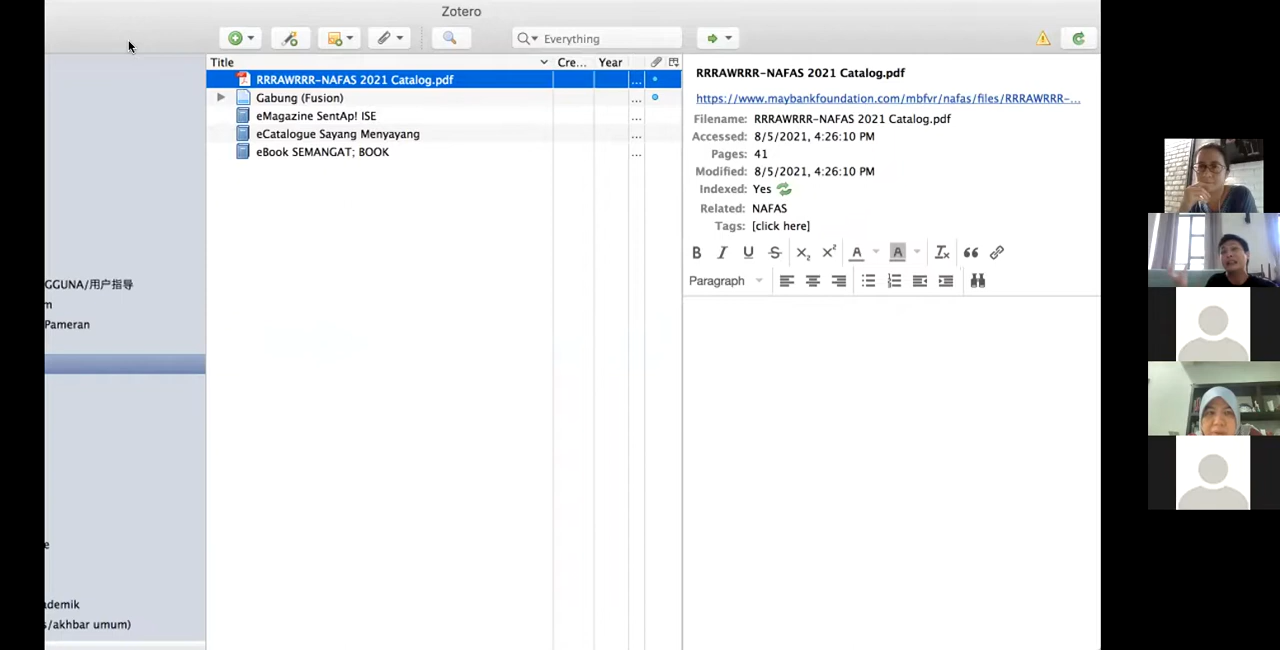 Zotero
Everything
Title Cre... Year
RRRAWRRR-NAFAS 2021 Catalog.pdf ...
Gabung (Fusion) ...
eMagazine SentAp! ISE ...
eCatalogue Sayang Menyayang ...
eBook SEMANGAT; BOOK ...
GGUNA/用户指导
m
Pameran
e
ademik
s/akhbar umum)
RRRAWRRR-NAFAS 2021 Catalog.pdf
https://www.maybankfoundation.com/mbfvr/nafas/files/RRRAWRRR-...
Filename: RRRAWRRR-NAFAS 2021 Catalog.pdf
Accessed: 8/5/2021, 4:26:10 PM
Pages: 41
Modified: 8/5/2021, 4:26:10 PM
Indexed: Yes
Related: NAFAS
Tags: [click here]
B I U S X₂ X² A A Tx
Paragraph